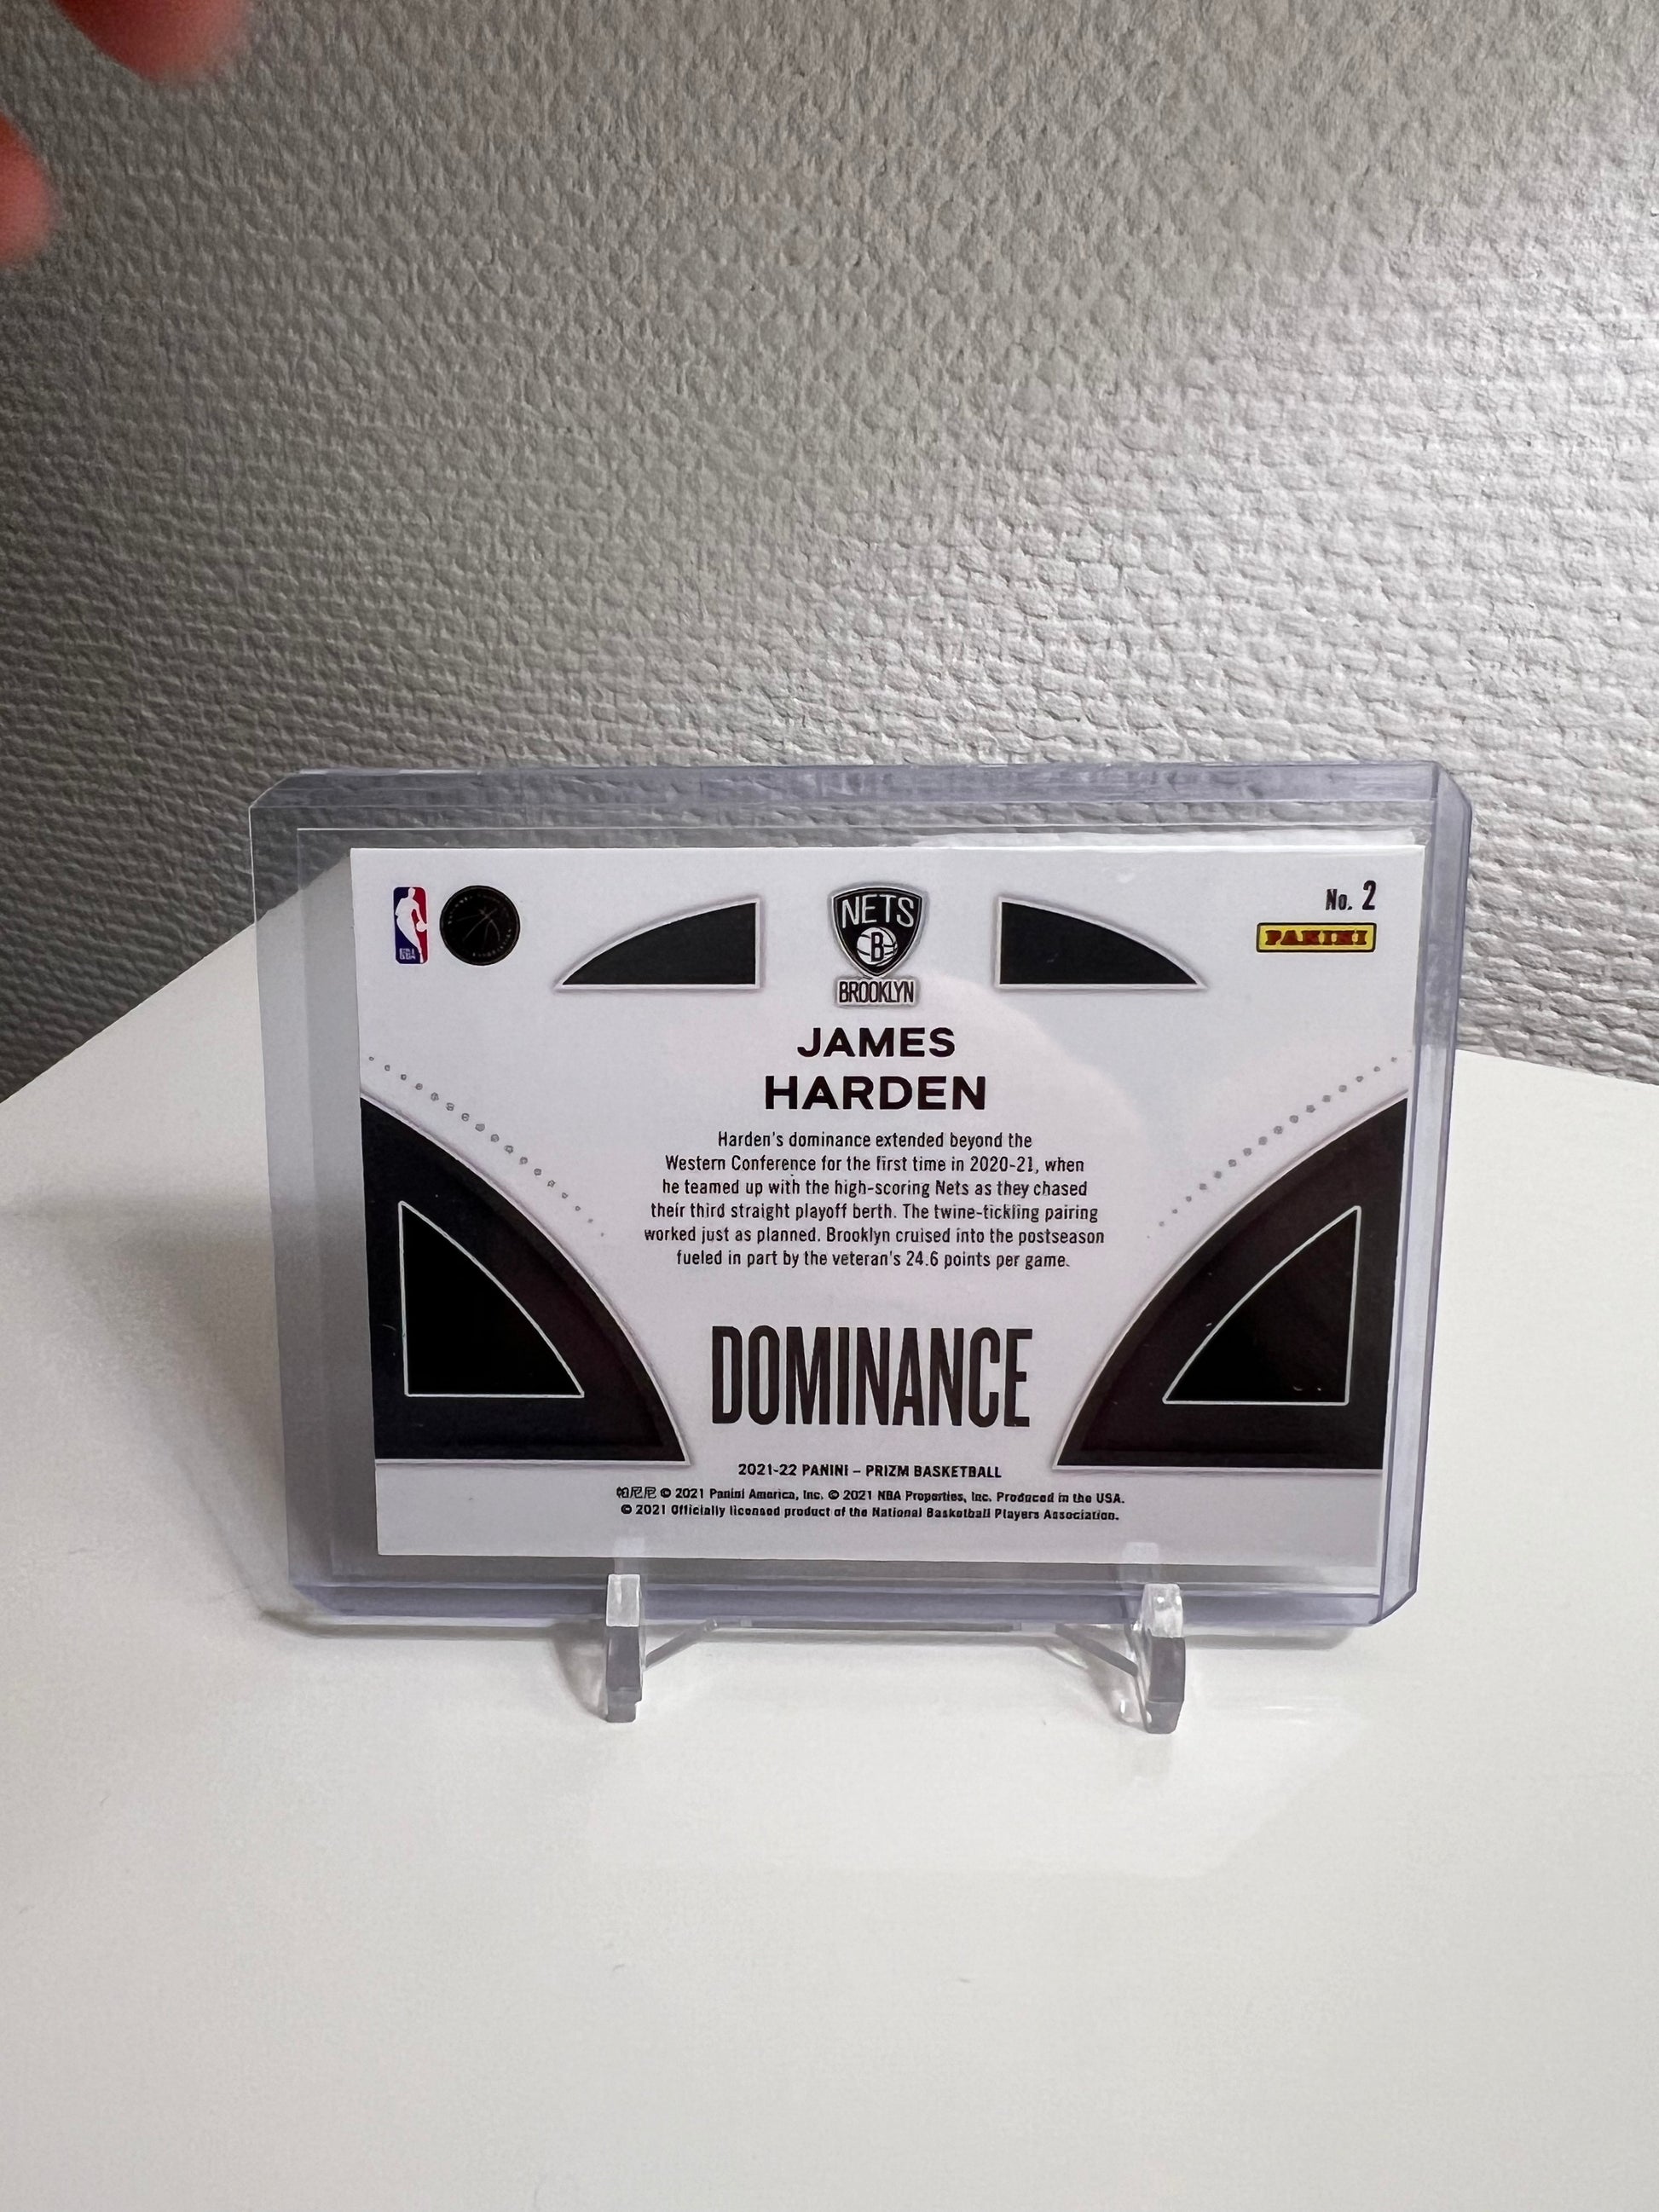 No. 2
PANINI
NETS
B
BROOKLYN
JAMES
HARDEN
Harden's dominance extended beyond the
Western Conference for the first time in 2020-21, when
he teamed up with the high-scoring Nets as they chased
their third straight playoff berth. The twine-tickling pairing
worked just as planned. Brooklyn cruised into the postseason
fueled in part by the veteran's 24.6 points per game.
DOMINANCE
2021-22 PANINI – PRIZM BASKETBALL
帕尼尼 © 2021 Panini America, Inc. © 2021 NBA Properties, Inc. Produced in the USA.
© 2021 Officially licensed product of the National Basketball Players Association.